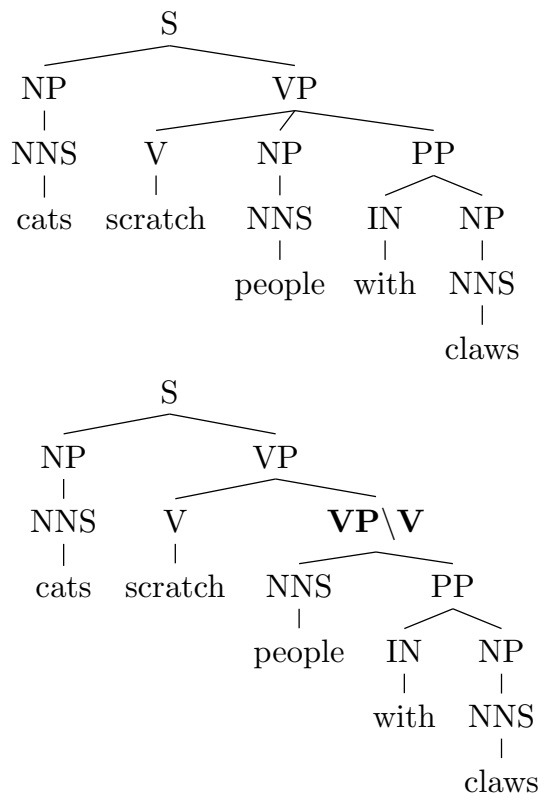 S
NP VP
NNS V NP PP
cats scratch NNS IN NP
people with NNS
claws
S
NP VP
NNS V VP\V
cats scratch NNS PP
people IN NP
with NNS
claws